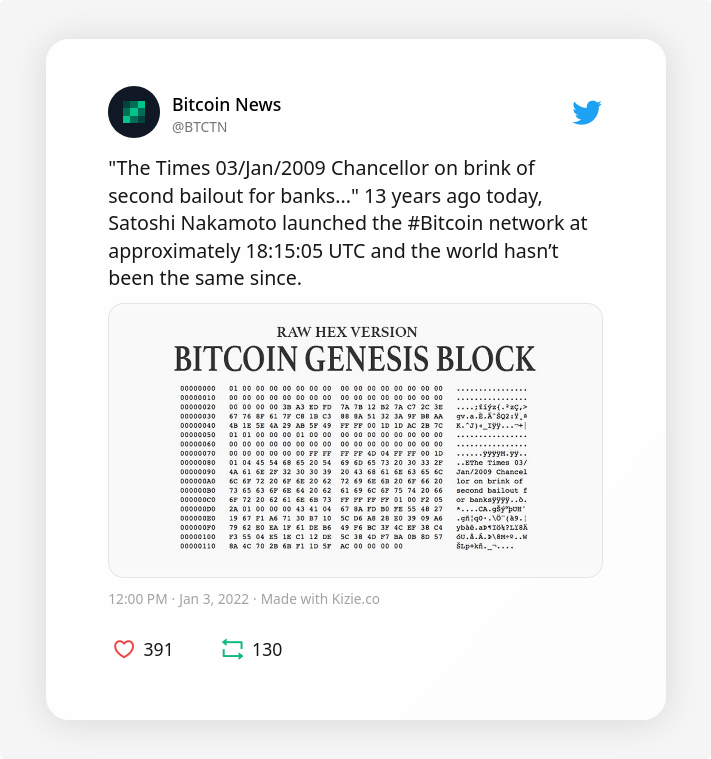 Bitcoin News
@BTCTN
"The Times 03/Jan/2009 Chancellor on brink of
second bailout for banks..." 13 years ago today,
Satoshi Nakamoto launched the #Bitcoin network at
approximately 18:15:05 UTC and the world hasn’t
been the same since.
RAW HEX VERSION
BITCOIN GENESIS BLOCK
00000000 01 00 00 00 00 00 00 00 00 00 00 00 00 00 00 00 ................
00000010 00 00 00 00 00 00 00 00 00 00 00 00 00 00 00 00 ................
00000020 00 00 00 00 3B A3 ED FD 7A 7B 12 B2 7A C7 2C 3E ....;£íýz{.²zÇ,>
00000030 67 76 8F 61 7F C8 1B C3 88 8A 51 32 3A 9F B8 AA gv.a.È.ÃˆŠQ2:Ÿ¸ª
00000040 4B 1E 5E 4A 29 AB 5F 49 FF FF 00 1D 1D AC 2B 7C K.^J)«_Iÿÿ...¬+|
00000050 01 01 00 00 00 01 00 00 00 00 00 00 00 00 00 00 ................
00000060 00 00 00 00 00 00 00 00 00 00 00 00 00 00 00 00 ................
00000070 00 00 00 00 00 00 FF FF FF FF 4D 04 FF FF 00 1D ......ÿÿÿÿM.ÿÿ..
00000080 01 04 45 54 68 65 20 54 69 6D 65 73 20 30 33 2F ..EThe Times 03/
00000090 4A 61 6E 2F 32 30 30 39 20 43 68 61 6E 63 65 6C Jan/2009 Chancel
000000A0 6C 6F 72 20 6F 6E 20 62 72 69 6E 6B 20 6F 66 20 lor on brink of
000000B0 73 65 63 6F 6E 64 20 62 61 69 6C 6F 75 74 20 66 second bailout f
000000C0 6F 72 20 62 61 6E 6B 73 FF FF FF FF 01 00 F2 05 or banksÿÿÿÿ..ò.
000000D0 2A 01 00 00 00 43 41 04 67 8A FD B0 FE 55 48 27 *....CA.gŠý°þUH'
000000E0 19 67 F1 A6 71 30 B7 10 5C D6 A8 28 E0 39 09 A6 .gñ¦q0·.\Ö¨(à9.¦
000000F0 79 62 E0 EA 1F 61 DE B6 49 F6 BC 3F 4C EF 38 C4 ybàê.aÞ¶Iö¼?Lï8Ä
00000100 F3 55 04 E5 1E C1 12 DE 5C 38 4D F7 BA 0B 8D 57 óU.å.Á.Þ\8M÷º..W
00000110 8A 4C 70 2B 6B F1 1D 5F AC 00 00 00 00 ŠLp+kñ._¬....
12:00 PM · Jan 3, 2022 · Made with Kizie.co
391 130